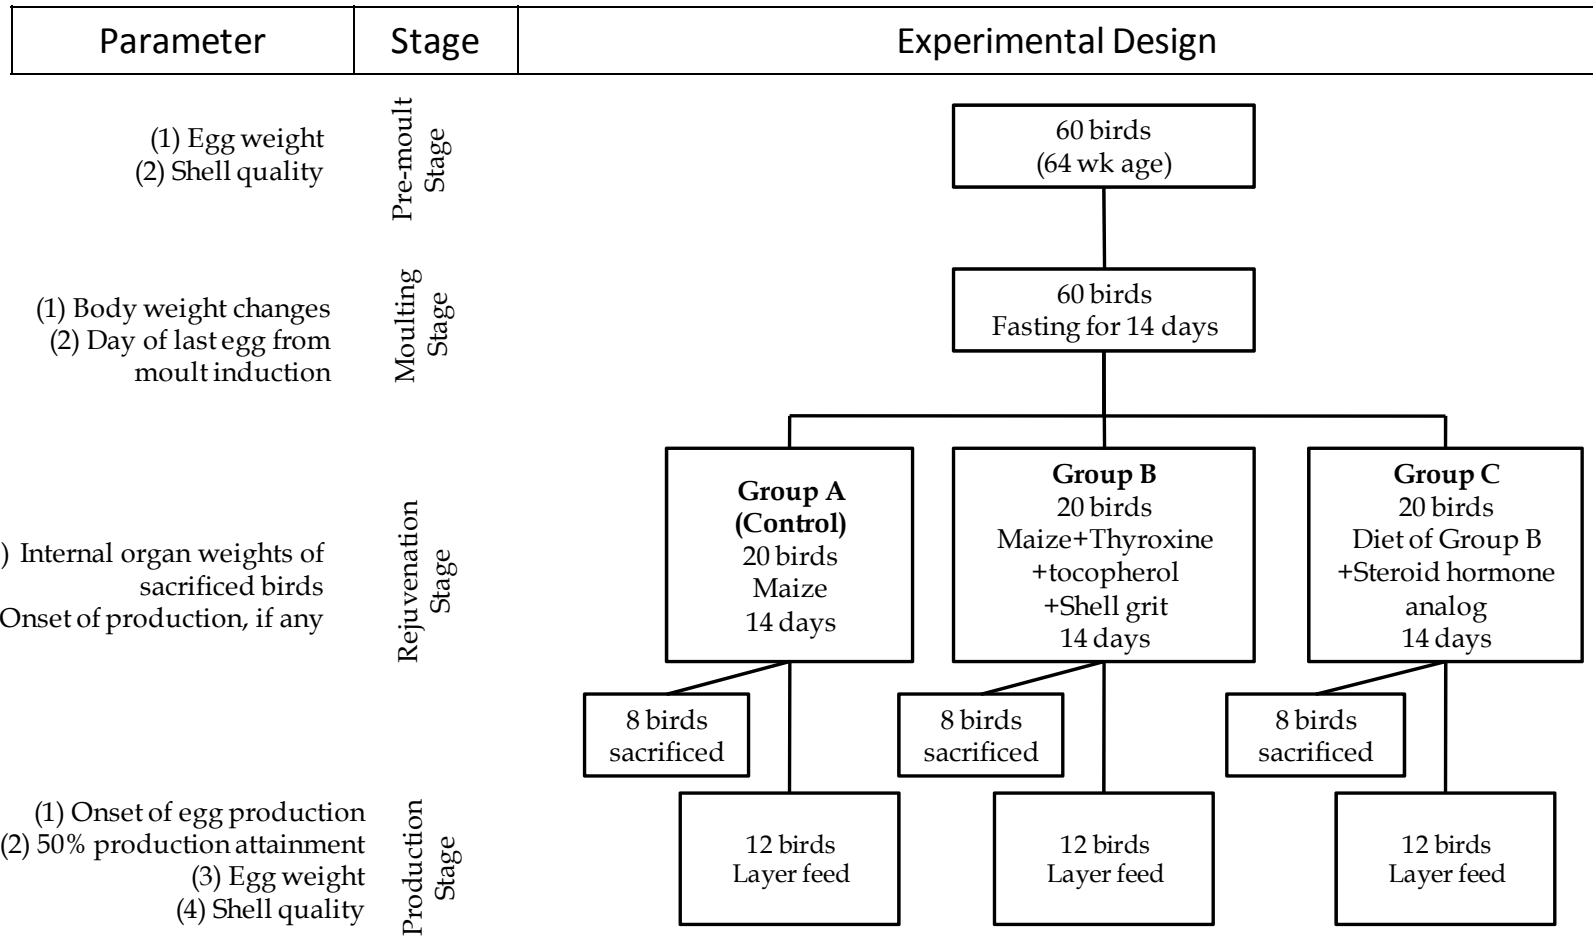 Parameter
Stage
Experimental Design
(1) Egg weight
(2) Shell quality
Pre-moult
Stage
60 birds
(64 wk age)
(1) Body weight changes
(2) Day of last egg from
moult induction
Moulting
Stage
60 birds
Fasting for 14 days
) Internal organ weights of
sacrificed birds
Onset of production, if any
Rejuvenation
Stage
Group A
(Control)
20 birds
Maize
14 days
Group B
20 birds
Maize+Thyroxine
+tocopherol
+Shell grit
14 days
Group C
20 birds
Diet of Group B
+Steroid hormone
analog
14 days
8 birds
sacrificed
8 birds
sacrificed
8 birds
sacrificed
(1) Onset of egg production
(2) 50% production attainment
(3) Egg weight
(4) Shell quality
Production
Stage
12 birds
Layer feed
12 birds
Layer feed
12 birds
Layer feed